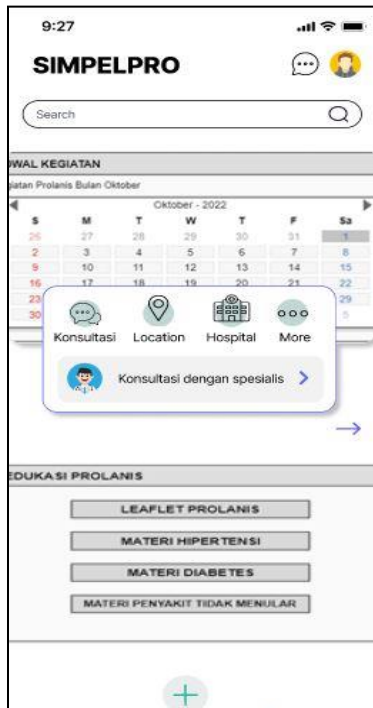 9:27
SIMPELPRO
Search
WAL KEGIATAN
giatan Prolanis Bulan Oktober
Oktober - 2022
S M T W T F Sa
26 27 28 29 30 31 1
2 3 4 5 6 7 8
9 10 11 12 13 14 15
16 17 18 19 20 21 22
23 29
30 5
Konsultasi Location Hospital More
Konsultasi dengan spesialis
EDUKASI PROLANIS
LEAFLET PROLANIS
MATERI HIPERTENSI
MATERI DIABETES
MATERI PENYAKIT TIDAK MENULAR